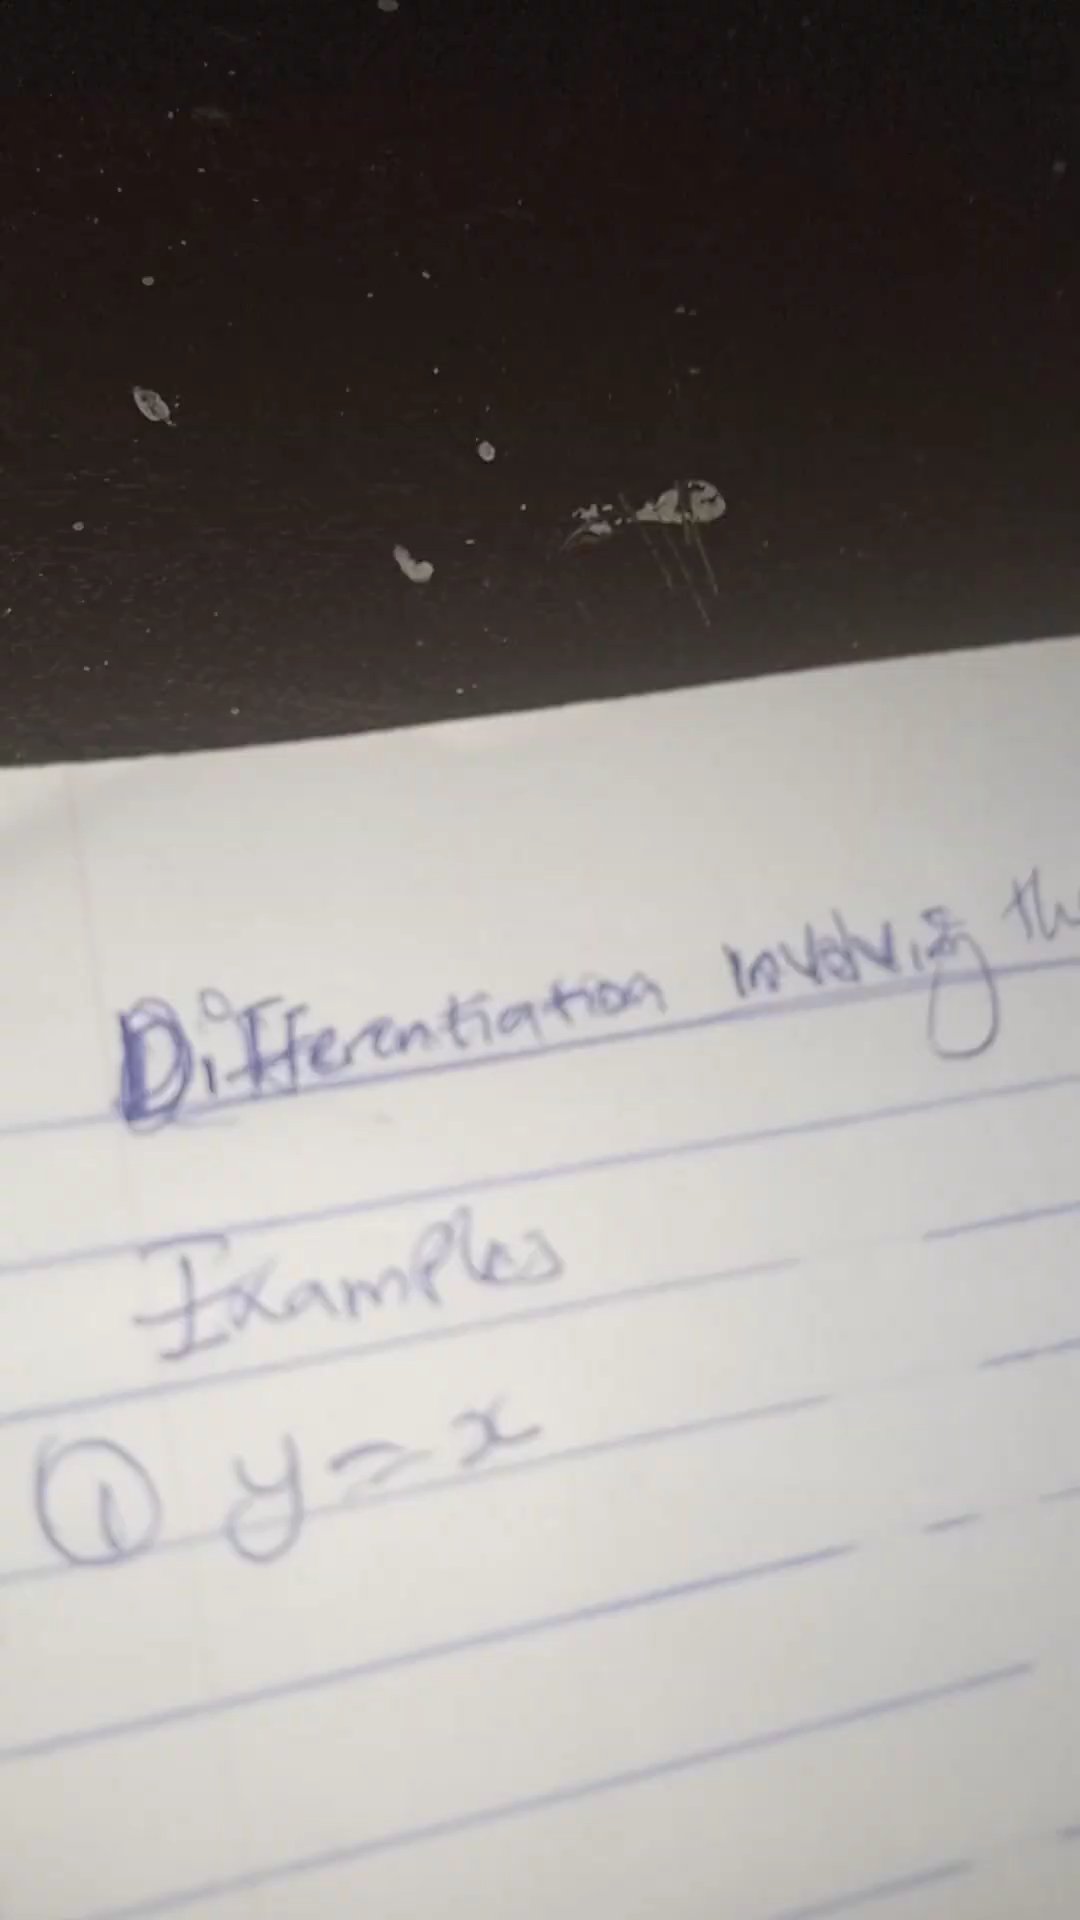 Differentiation involving
Examples
① y = x